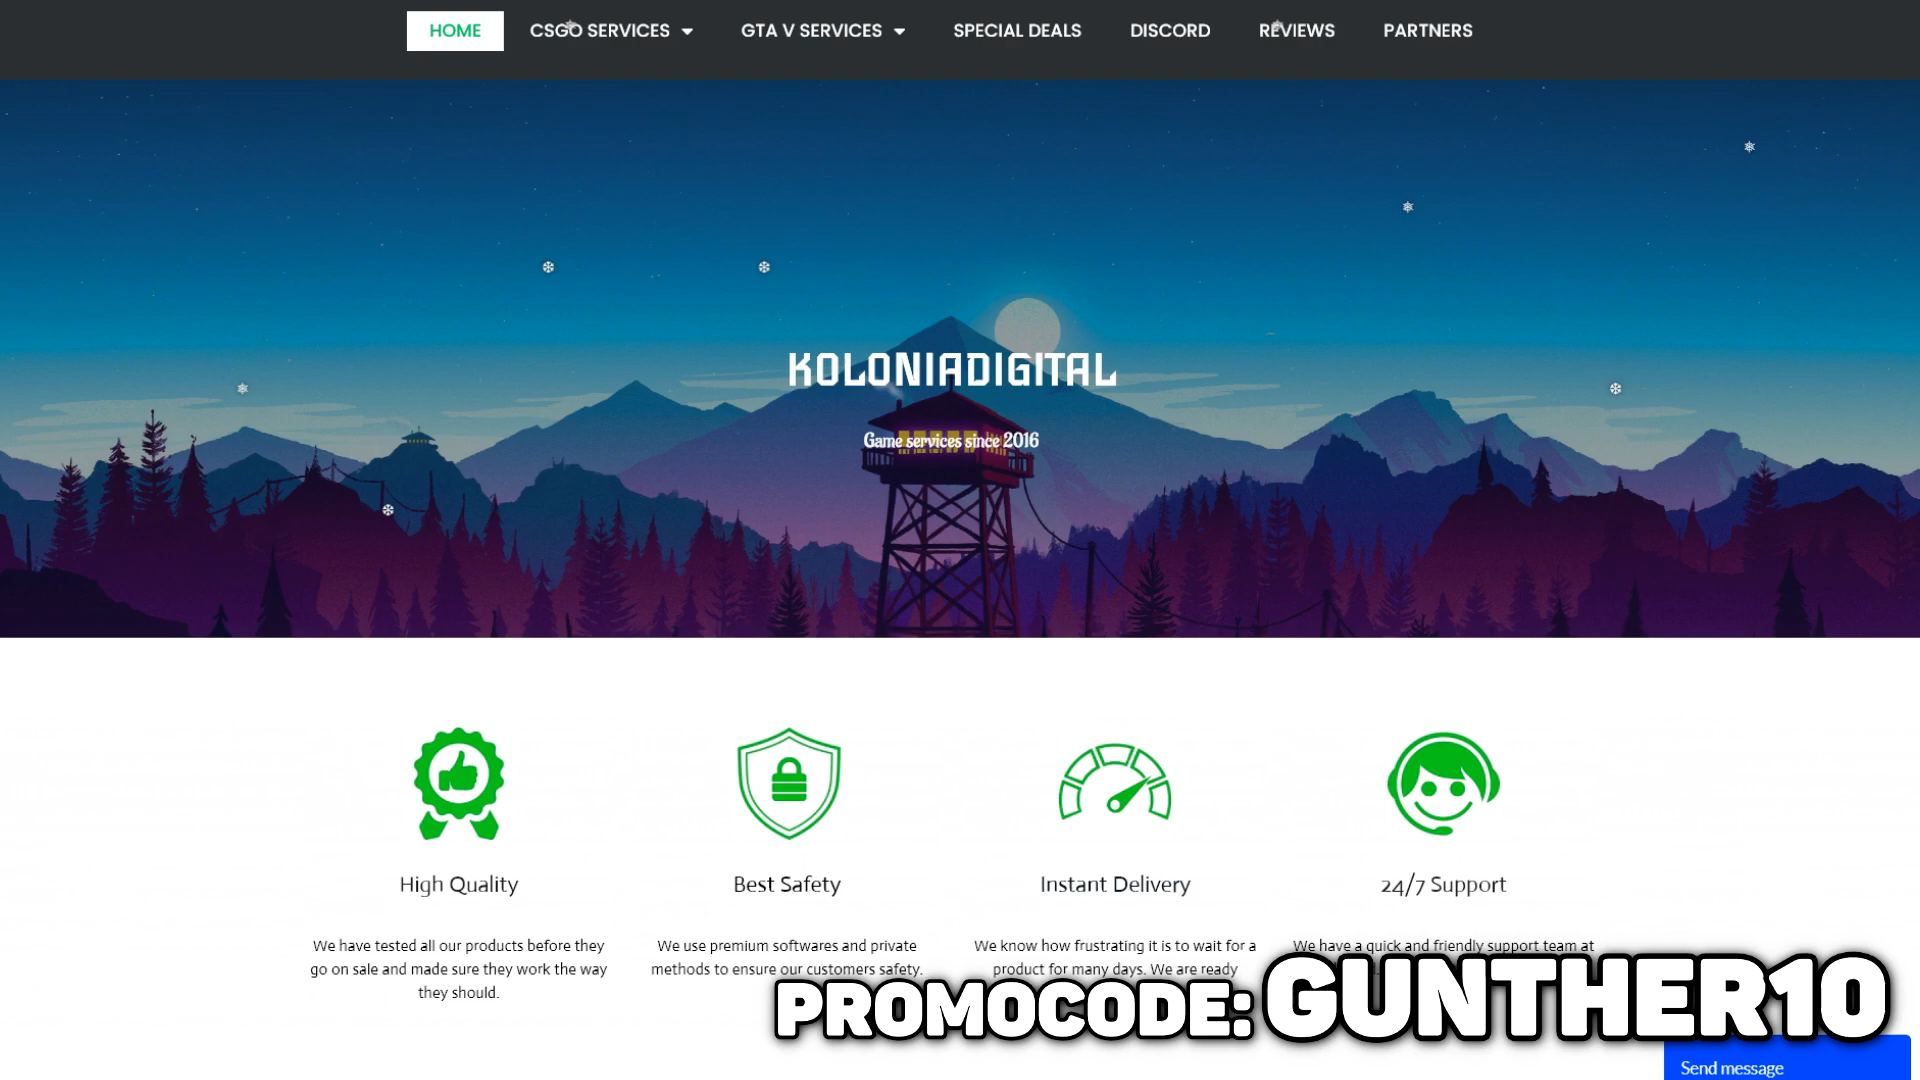 HOME CSGO SERVICES GTA V SERVICES SPECIAL DEALS DISCORD REVIEWS PARTNERS
KOLONIADIGITAL
Game services since 2016
High Quality
We have tested all our products before they
go on sale and made sure they work the way
they should.
Best Safety
We use premium softwares and private
methods to ensure our customers safety.
Instant Delivery
We know how frustrating it is to wait for a
product for many days. We are ready
24/7 Support
We have a quick and friendly support team at
PROMOCODE: GUNTHER10
Send message